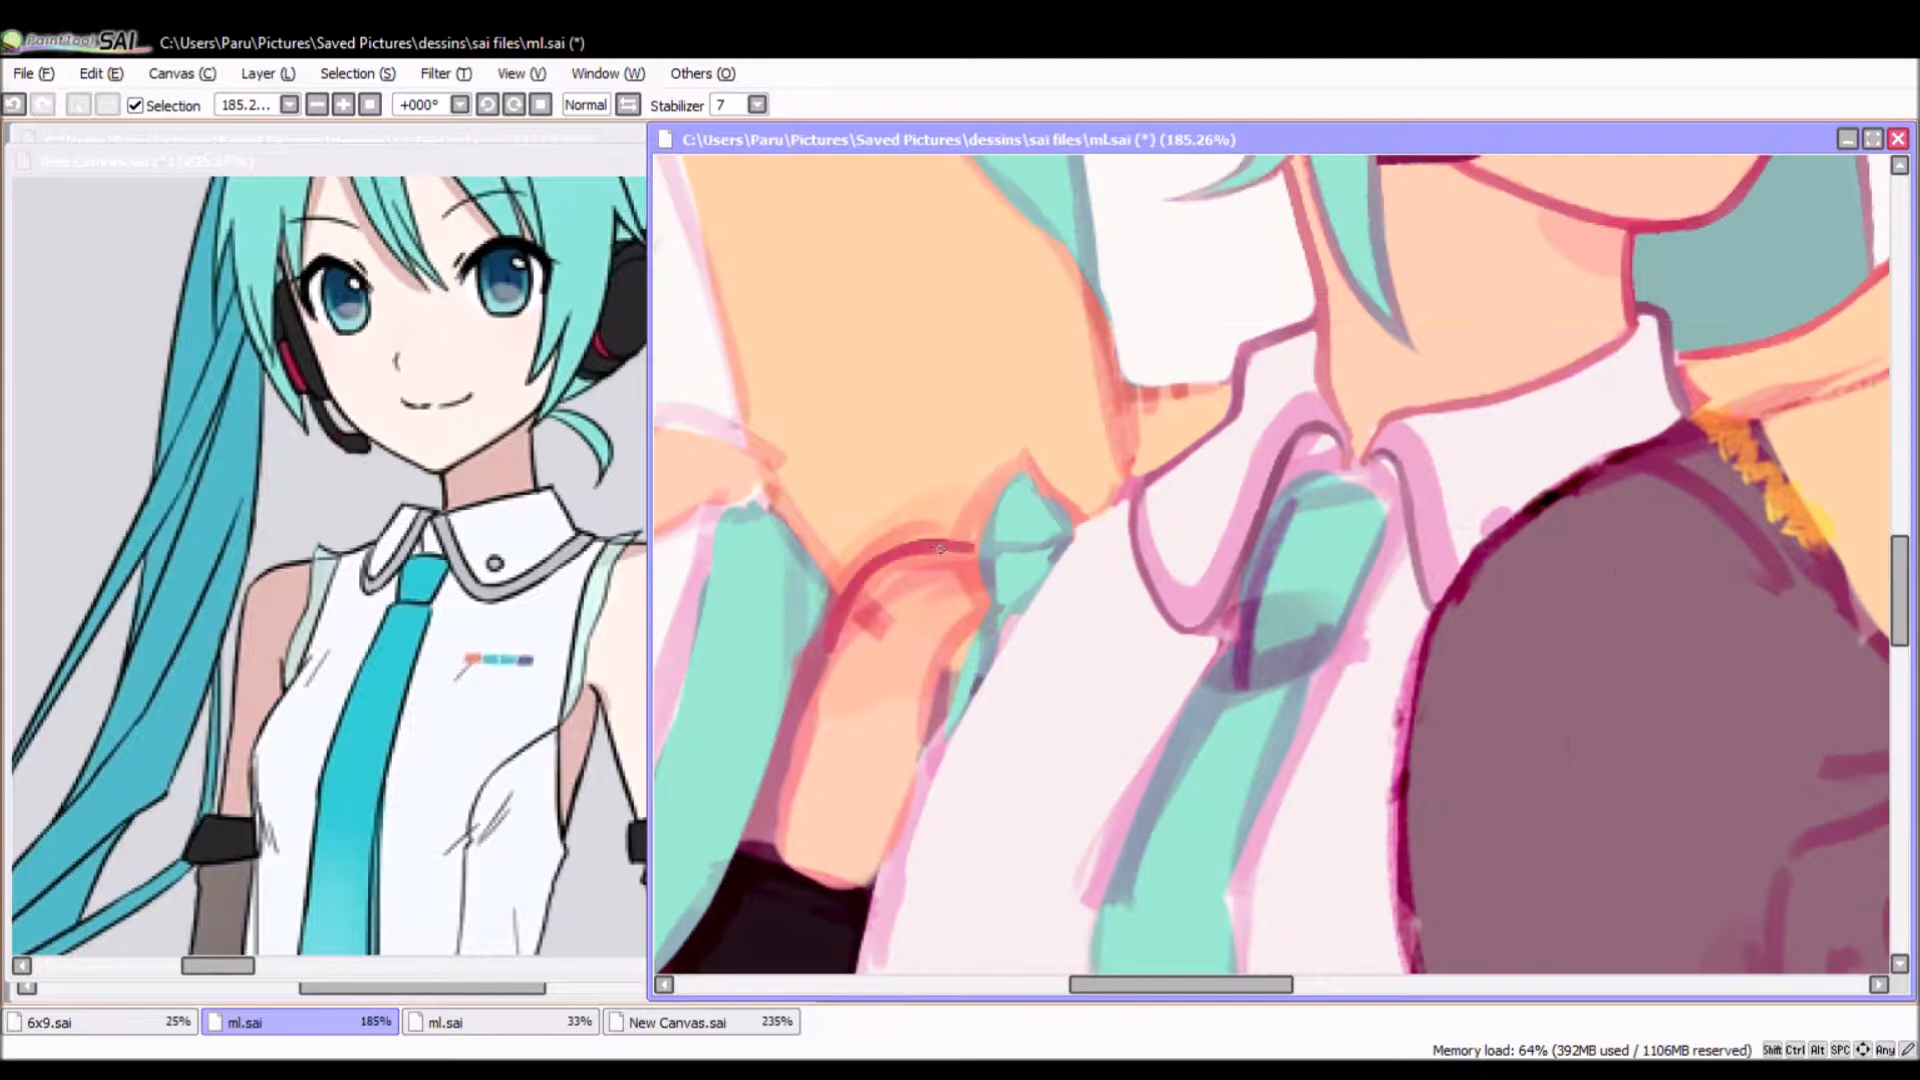 PaintTool SAI C:\Users\Paru\Pictures\Saved Pictures\dessins\sai files\ml.sai (*)
File (F) Edit (E) Canvas (C) Layer (L) Selection (S) Filter (T) View (V) Window (W) Others (O)
Selection 185.2... +000° Normal Stabilizer 7
C:\Users\Paru\Pictures\Saved Pictures\dessins\sai files\ml.sai (*) (185.26%)
6x9.sai 25% ml.sai 185% ml.sai 33% New Canvas.sai 235%
Memory load: 64% (392MB used / 1106MB reserved) Shift Ctrl Alt SPC Any